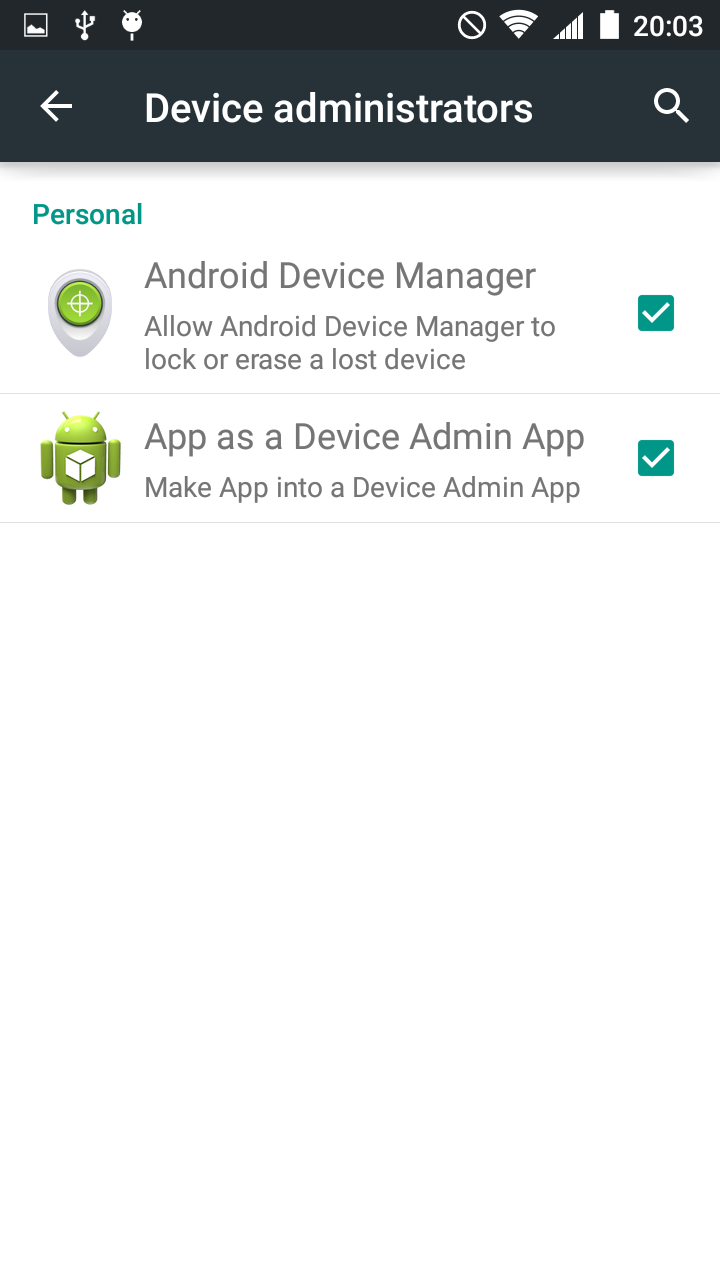 20:03
Device administrators
Personal
Android Device Manager
Allow Android Device Manager to
lock or erase a lost device
App as a Device Admin App
Make App into a Device Admin App